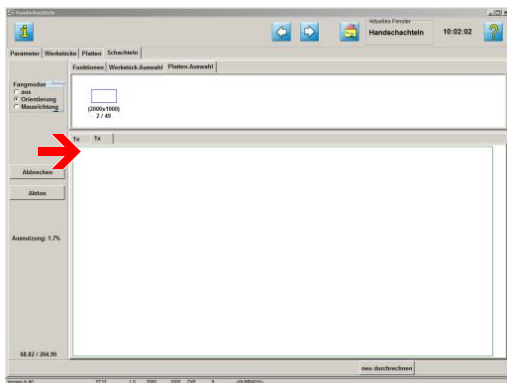 Handschachteln
Aktuelles Fenster
Handschachteln
10:02:02
Parameter Werkstücke Platten Schachteln
Funktionen Werkstück-Auswahl Platten-Auswahl
Fangmodus
aus
Orientierung
Mausrichtung
(2000x1000)
2 / 49
1x 1x
Abbrechen
Aktion
Ausnutzung: 1.7%
68.82 / 204.99
neu durchrechnen